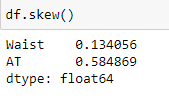 df.skew()
Waist    0.134056
AT       0.584869
dtype: float64